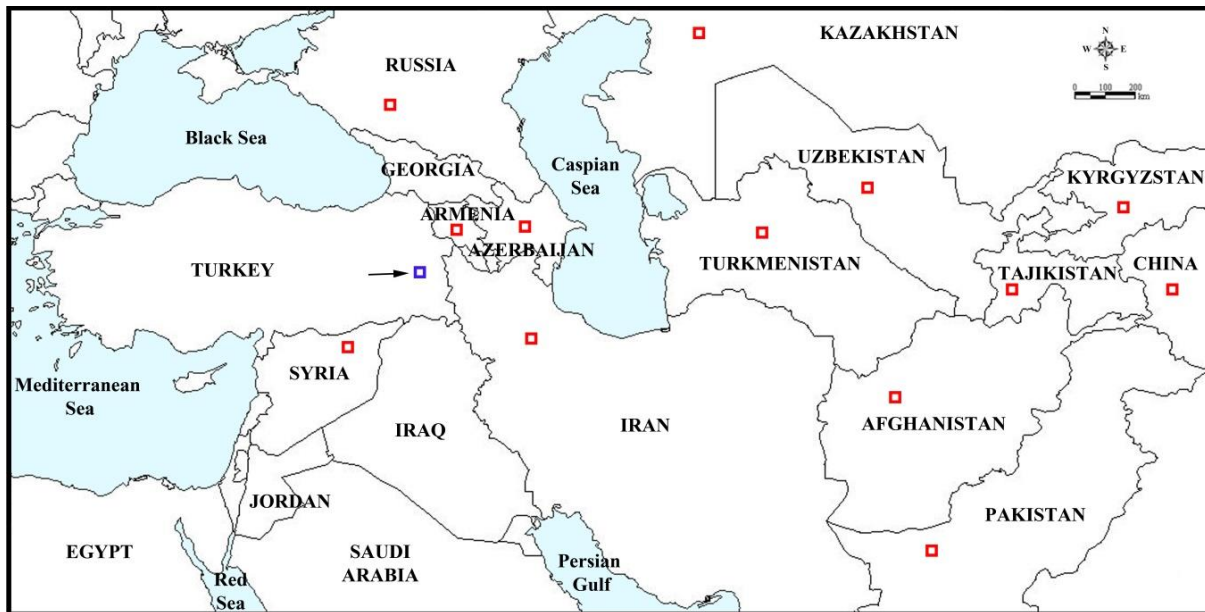 KAZAKHSTAN
N
W E
S
0 100 200
km
RUSSIA
Black Sea
Caspian
Sea
GEORGIA
UZBEKISTAN
KYRGYZSTAN
ARMENIA
AZERBAIJAN
TURKEY
TURKMENISTAN
TAJIKISTAN
CHINA
Mediterranean
Sea
SYRIA
IRAQ
IRAN
AFGHANISTAN
JORDAN
PAKISTAN
EGYPT
SAUDI
ARABIA
Red
Sea
Persian
Gulf